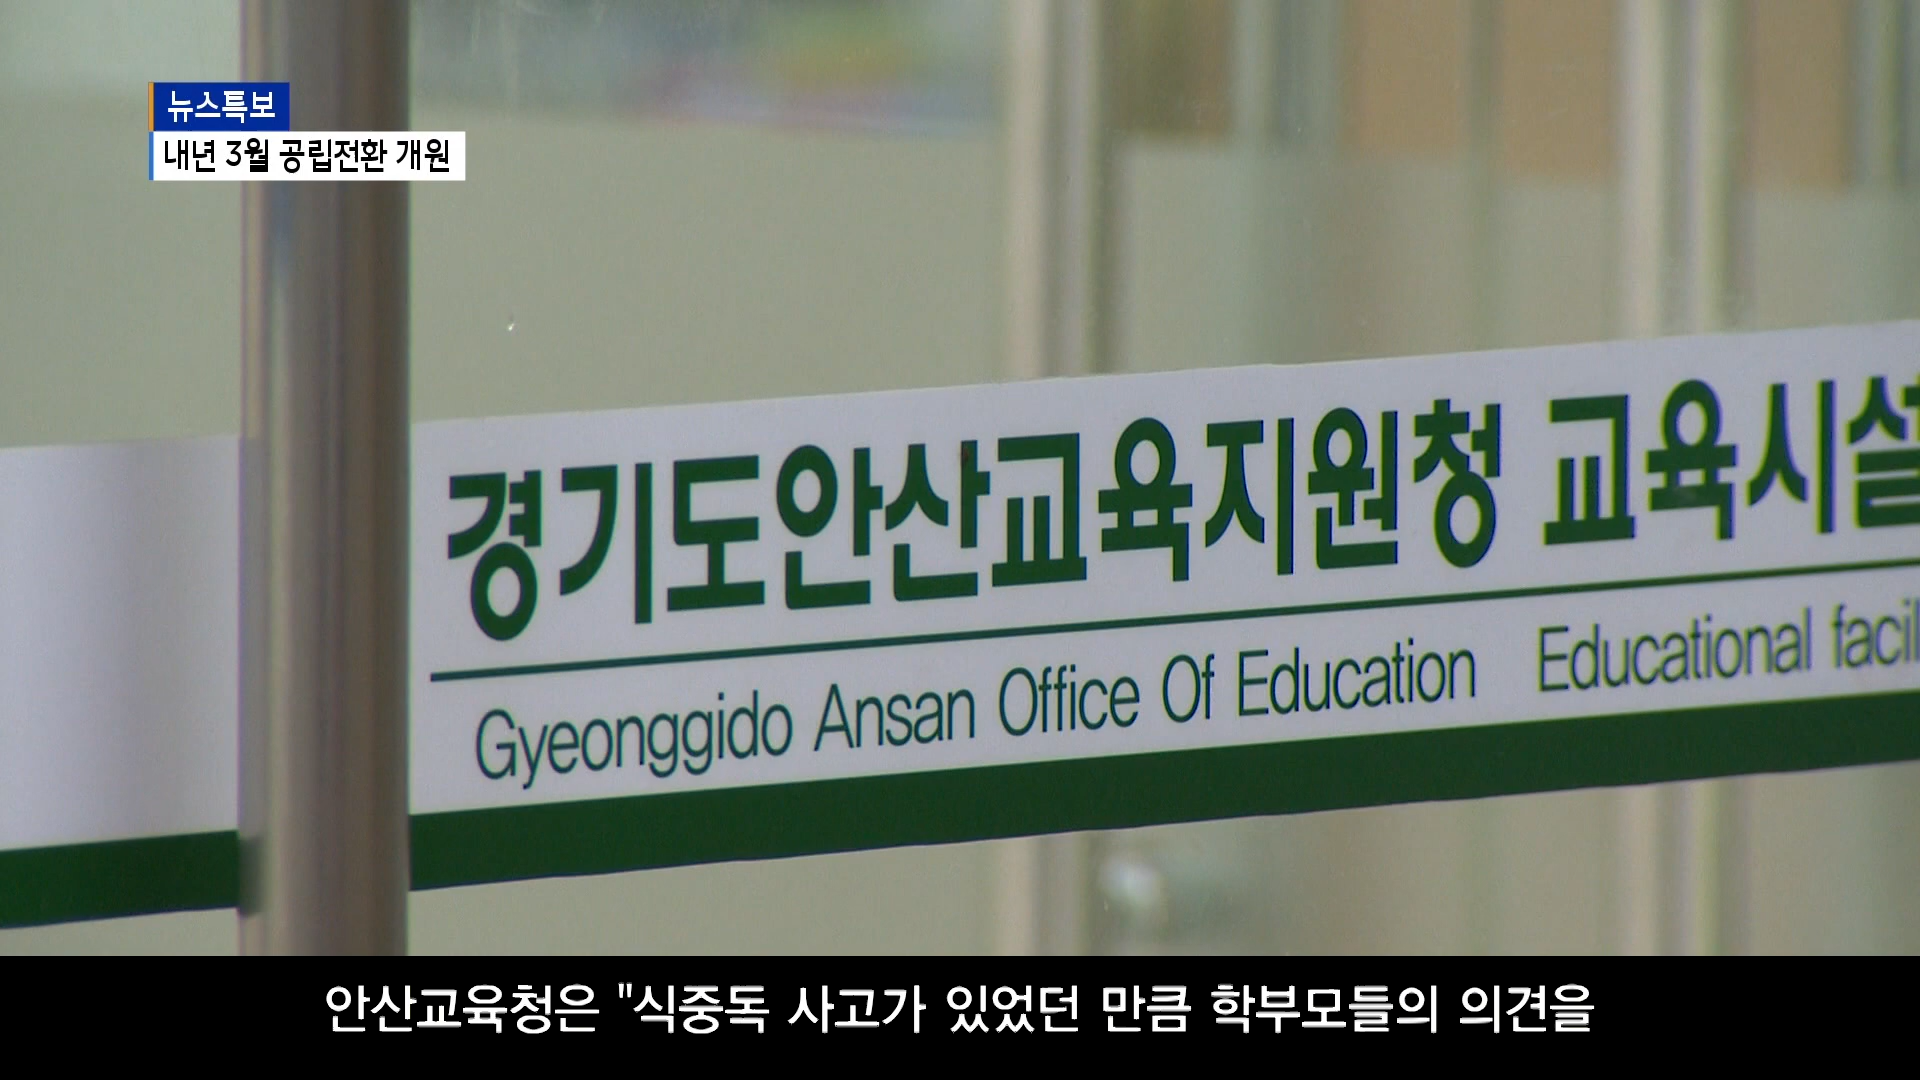 뉴스특보
내년 3월 공립전환 개원
경기도안산교육지원청 교육시설
Gyeonggido Ansan Office Of Education Educational facil
안산교육청은 "식중독 사고가 있었던 만큼 학부모들의 의견을